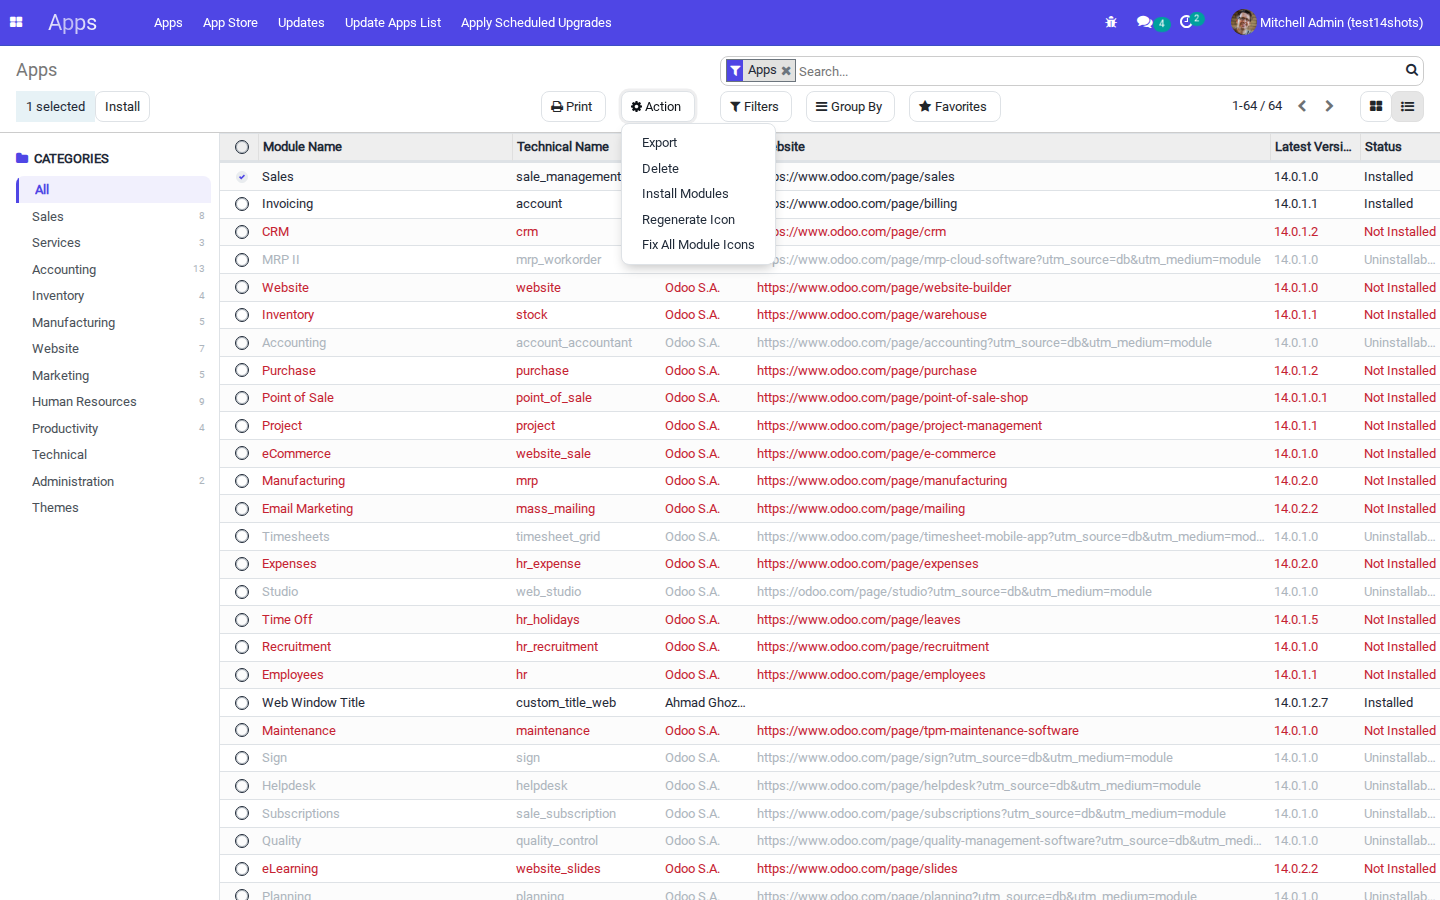 Apps Apps App Store Updates Update Apps List Apply Scheduled Upgrades 4 2 Mitchell Admin (test14shots)
Apps
Apps Search...
1 selected Install Print Action Filters Group By Favorites 1-64 / 64
Export
Delete
Install Modules
Regenerate Icon
Fix All Module Icons
CATEGORIES
All
Sales 8
Services 3
Accounting 13
Inventory 4
Manufacturing 5
Website 7
Marketing 5
Human Resources 9
Productivity 4
Technical
Administration 2
Themes
Module Name Technical Name bsite Latest Versi... Status
Sales sale_management ps://www.odoo.com/page/sales 14.0.1.0 Installed
Invoicing account ps://www.odoo.com/page/billing 14.0.1.1 Installed
CRM crm ps://www.odoo.com/page/crm 14.0.1.2 Not Installed
MRP II mrp_workorder ps://www.odoo.com/page/mrp-cloud-software?utm_source=db&utm_medium=module 14.0.1.0 Uninstallab...
Website website Odoo S.A. https://www.odoo.com/page/website-builder 14.0.1.0 Not Installed
Inventory stock Odoo S.A. https://www.odoo.com/page/warehouse 14.0.1.1 Not Installed
Accounting account_accountant Odoo S.A. https://www.odoo.com/page/accounting?utm_source=db&utm_medium=module 14.0.1.0 Uninstallab...
Purchase purchase Odoo S.A. https://www.odoo.com/page/purchase 14.0.1.2 Not Installed
Point of Sale point_of_sale Odoo S.A. https://www.odoo.com/page/point-of-sale-shop 14.0.1.0.1 Not Installed
Project project Odoo S.A. https://www.odoo.com/page/project-management 14.0.1.1 Not Installed
eCommerce website_sale Odoo S.A. https://www.odoo.com/page/e-commerce 14.0.1.0 Not Installed
Manufacturing mrp Odoo S.A. https://www.odoo.com/page/manufacturing 14.0.2.0 Not Installed
Email Marketing mass_mailing Odoo S.A. https://www.odoo.com/page/mailing 14.0.2.2 Not Installed
Timesheets timesheet_grid Odoo S.A. https://www.odoo.com/page/timesheet-mobile-app?utm_source=db&utm_medium=mod... 14.0.1.0 Uninstallab...
Expenses hr_expense Odoo S.A. https://www.odoo.com/page/expenses 14.0.2.0 Not Installed
Studio web_studio Odoo S.A. https://odoo.com/page/studio?utm_source=db&utm_medium=module 14.0.1.0 Uninstallab...
Time Off hr_holidays Odoo S.A. https://www.odoo.com/page/leaves 14.0.1.5 Not Installed
Recruitment hr_recruitment Odoo S.A. https://www.odoo.com/page/recruitment 14.0.1.0 Not Installed
Employees hr Odoo S.A. https://www.odoo.com/page/employees 14.0.1.1 Not Installed
Web Window Title custom_title_web Ahmad Ghoz... 14.0.1.2.7 Installed
Maintenance maintenance Odoo S.A. https://www.odoo.com/page/tpm-maintenance-software 14.0.1.0 Not Installed
Sign sign Odoo S.A. https://www.odoo.com/page/sign?utm_source=db&utm_medium=module 14.0.1.0 Uninstallab...
Helpdesk helpdesk Odoo S.A. https://www.odoo.com/page/helpdesk?utm_source=db&utm_medium=module 14.0.1.0 Uninstallab...
Subscriptions sale_subscription Odoo S.A. https://www.odoo.com/page/subscriptions?utm_source=db&utm_medium=module 14.0.1.0 Uninstallab...
Quality quality_control Odoo S.A. https://www.odoo.com/page/quality-management-software?utm_source=db&utm_medi... 14.0.1.0 Uninstallab...
eLearning website_slides Odoo S.A. https://www.odoo.com/page/slides 14.0.2.2 Not Installed
Planning planning Odoo S.A. https://www.odoo.com/page/planning?utm_source=db&utm_medium=module 14.0.1.0 Uninstallab...